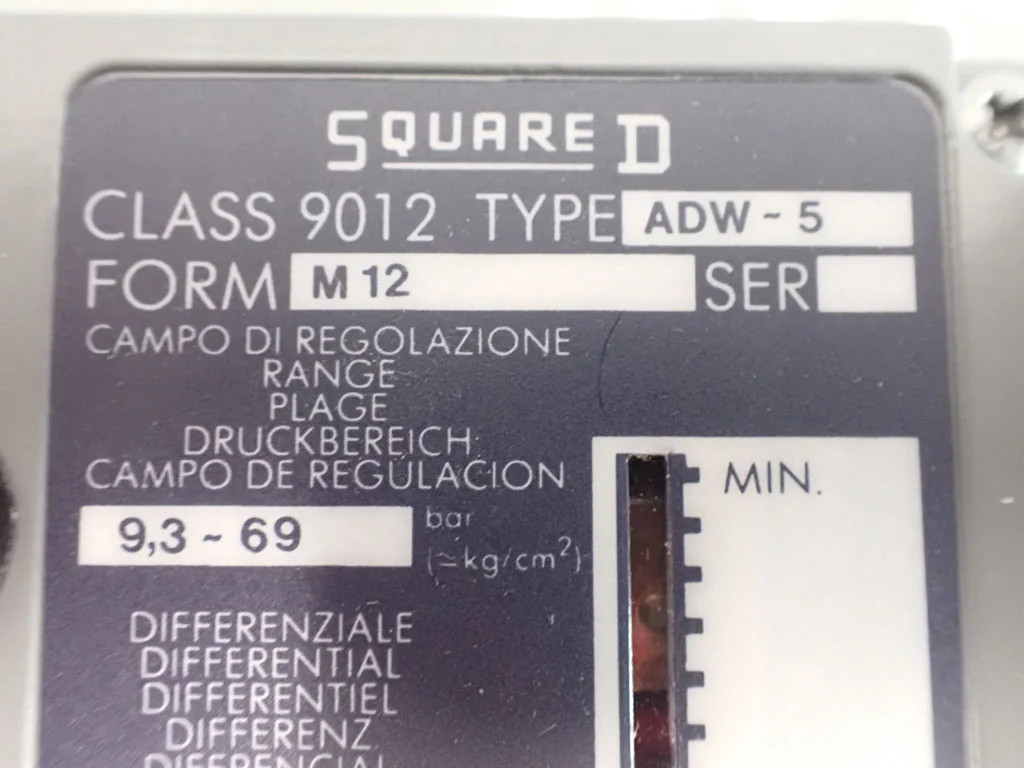 SQUARE D
CLASS 9012 TYPE ADW ~ 5
FORM M 12 SER
CAMPO DI REGOLAZIONE
RANGE
PLAGE
DRUCKBEREICH
CAMPO DE REGULACION
9,3 ~ 69 bar
(≃kg/cm²)
MIN.
DIFFERENZIALE
DIFFERENTIAL
DIFFERENTIEL
DIFFERENZ
DIFERENCIAL